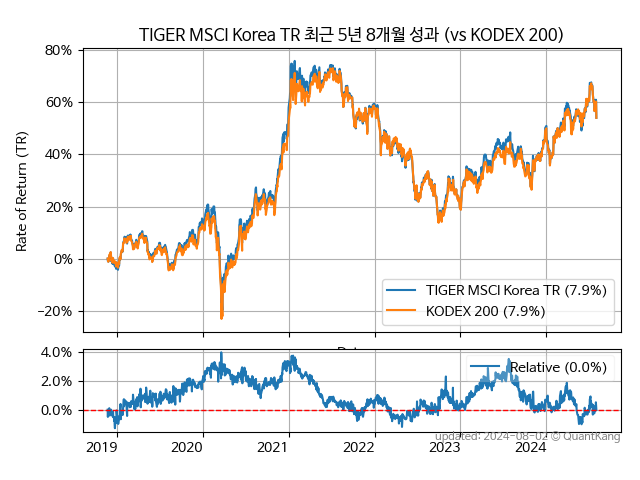 TIGER MSCI Korea TR 최근 5년 8개월 성과 (vs KODEX 200)
80%
60%
40%
20%
0%
−20%
Rate of Return (TR)
TIGER MSCI Korea TR (7.9%)
KODEX 200 (7.9%)
4.0%
2.0%
0.0%
Relative (0.0%)
2019 2020 2021 2022 2023 2024
updated: 2024-08-02 © QuantKang